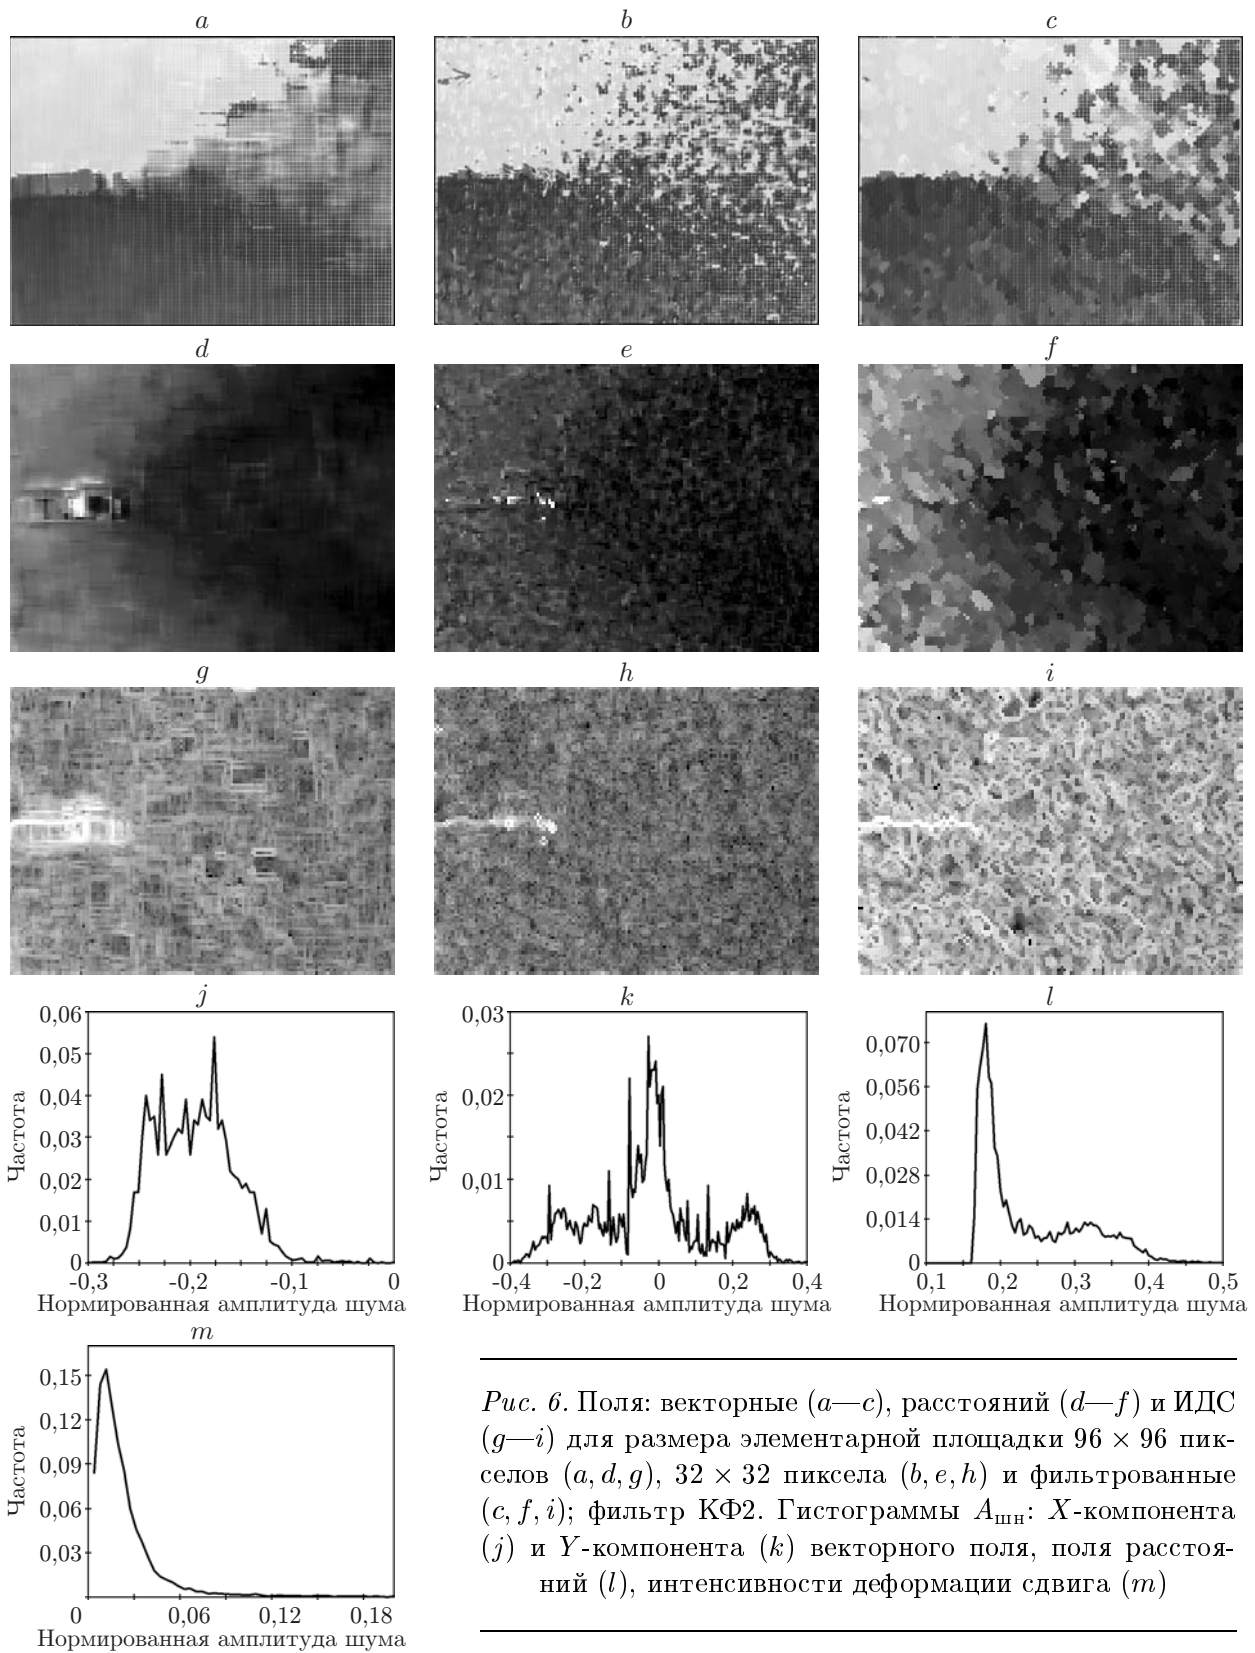 a b c
d e f
g h i
j k l
0,06
0,05
0,04
0,03
0,02
0,01
0
Частота
-0,3 -0,2 -0,1 0
Нормированная амплитуда шума
0,03
0,02
0,01
0
Частота
-0,4 -0,2 0 0,2 0,4
Нормированная амплитуда шума
0,070
0,056
0,042
0,028
0,014
0
Частота
0,1 0,2 0,3 0,4 0,5
Нормированная амплитуда шума
m
0,15
0,12
0,09
0,06
0,03
Частота
0 0,06 0,12 0,18
Нормированная амплитуда шума
Рис. 6. Поля: векторные (a—c), расстояний (d—f) и ИДС
(g—i) для размера элементарной площадки 96 × 96 пик-
селов (a, d, g), 32 × 32 пиксела (b, e, h) и фильтрованные
(c, f, i); фильтр КФ2. Гистограммы Aшн: X-компонента
(j) и Y-компонента (k) векторного поля, поля расстоя-
ний (l), интенсивности деформации сдвига (m)